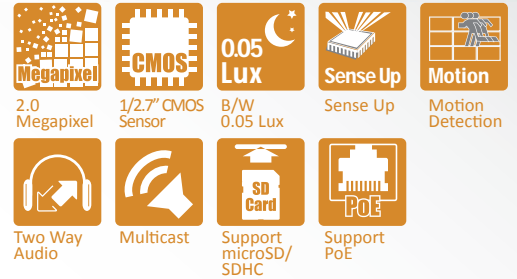 Megapixel
CMOS
0.05
Lux
Sense Up
Motion
2.0
Megapixel
1/2.7" CMOS
Sensor
B/W
0.05 Lux
Sense Up
Motion
Detection
SD
Card
PoE
Two Way
Audio
Multicast
Support
microSD/
SDHC
Support
PoE